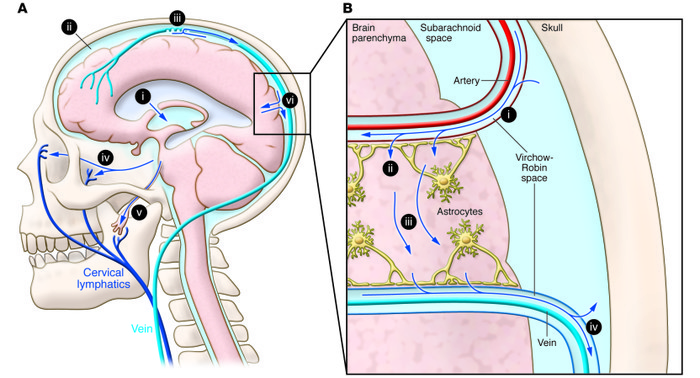 A
ii
iii
i
vi
iv
v
Cervical
lymphatics
Vein
B
Brain
parenchyma
Subarachnoid
space
Skull
Artery
i
Virchow-
Robin
space
ii
iii
Astrocytes
iv
Vein